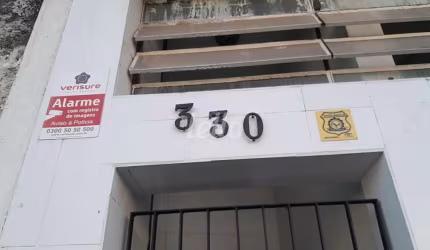 verisure
Alarme
com registro
de imagens
Aviso à Polícia
0300 50 50 500
330